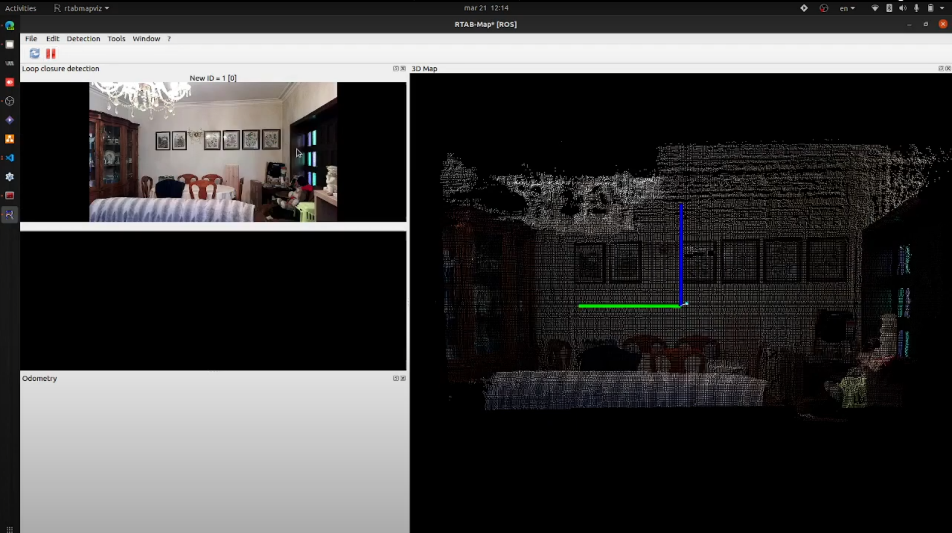 Activities
rtabmapviz
mar 21 12:14
en
RTAB-Map* [ROS]
File Edit Detection Tools Window ?
Loop closure detection
New ID = 1 [0]
3D Map
Odometry